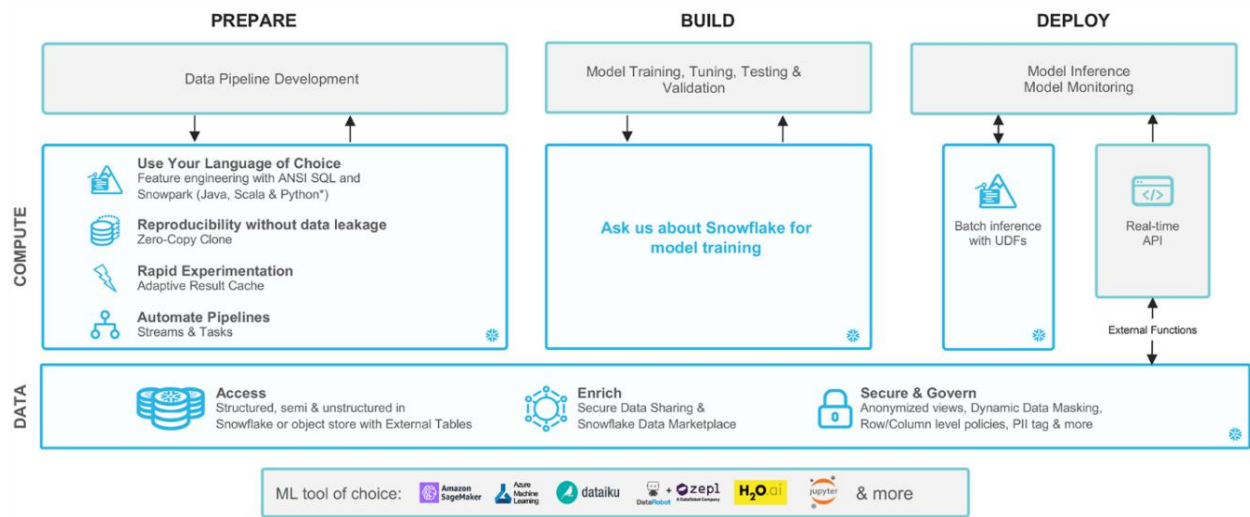 PREPARE
BUILD
DEPLOY
Data Pipeline Development
Model Training, Tuning, Testing &
Validation
Model Inference
Model Monitoring
COMPUTE
Use Your Language of Choice
Feature engineering with ANSI SQL and
Snowpark (Java, Scala & Python*)
Reproducibility without data leakage
Zero-Copy Clone
Rapid Experimentation
Adaptive Result Cache
Automate Pipelines
Streams & Tasks
Ask us about Snowflake for
model training
Batch inference
with UDFs
Real-time
API
External Functions
DATA
Access
Structured, semi & unstructured in
Snowflake or object store with External Tables
Enrich
Secure Data Sharing &
Snowflake Data Marketplace
Secure & Govern
Anonymized views, Dynamic Data Masking,
Row/Column level policies, PII tag & more
ML tool of choice:
Amazon
SageMaker
Azure
Machine
Learning
dataiku
DataRobot
+
zepl
A DataRobot Company
H2O.ai
jupyter
& more